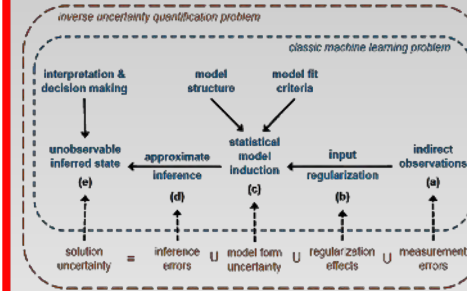 inverse uncertainty quantification problem
classic machine learning problem
interpretation &
decision making
model
structure
model fit
criteria
unobservable
inferred state
(e)
approximate
inference
(d)
statistical
model
induction
(c)
input
regularization
(b)
indirect
observations
(a)
solution
uncertainty
=
inference
errors
U
model form
uncertainty
U
regularization
effects
U
measurement
errors